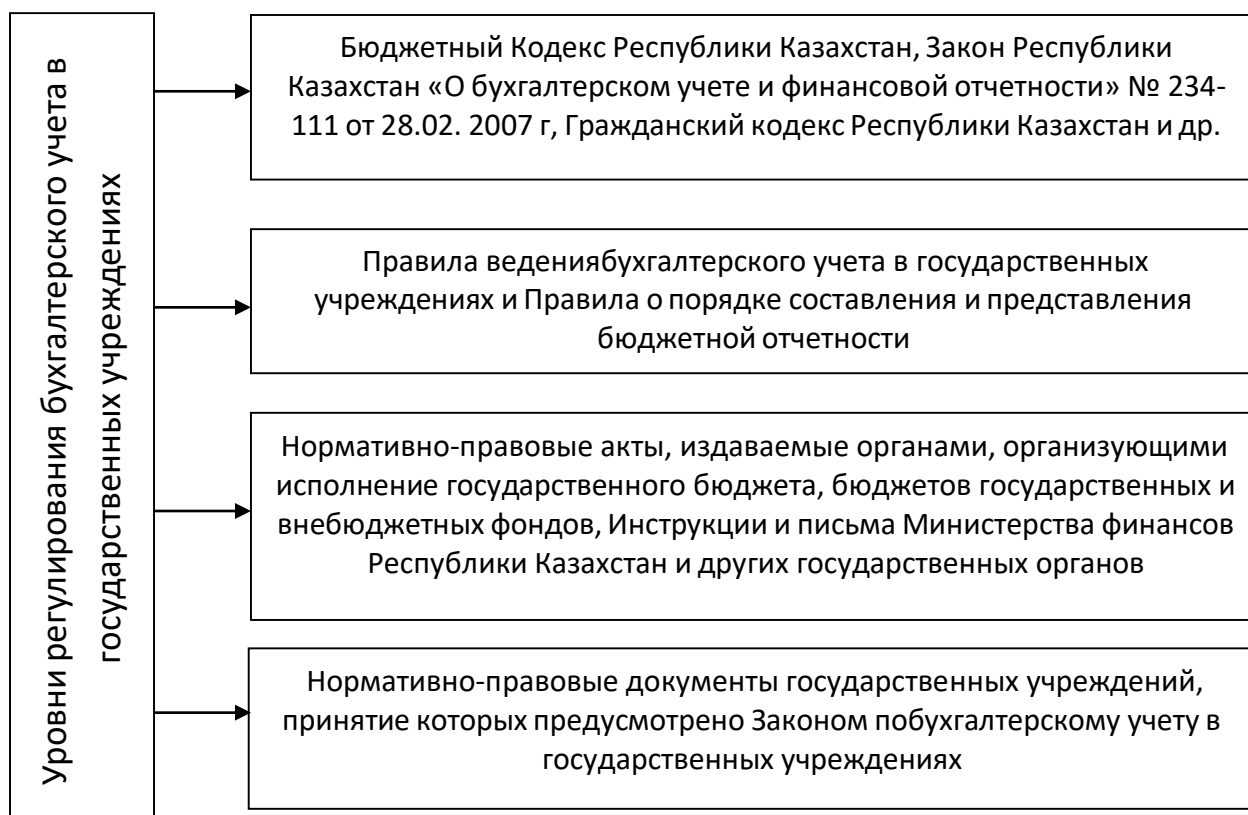 Уровни регулирования бухгалтерского учета в
государственных учреждениях
Бюджетный Кодекс Республики Казахстан, Закон Республики
Казахстан «О бухгалтерском учете и финансовой отчетности» № 234-
111 от 28.02. 2007 г, Гражданский кодекс Республики Казахстан и др.
Правила ведениябухгалтерского учета в государственных
учреждениях и Правила о порядке составления и представления
бюджетной отчетности
Нормативно-правовые акты, издаваемые органами, организующими
исполнение государственного бюджета, бюджетов государственных и
внебюджетных фондов, Инструкции и письма Министерства финансов
Республики Казахстан и других государственных органов
Нормативно-правовые документы государственных учреждений,
принятие которых предусмотрено Законом побухгалтерскому учету в
государственных учреждениях